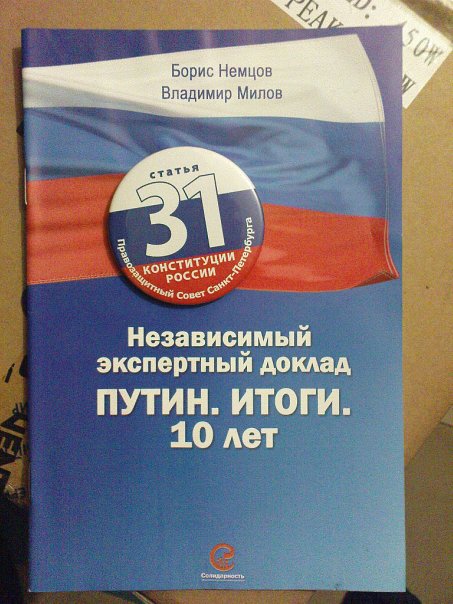 Борис Немцов
Владимир Милов
статья
31
КОНСТИТУЦИИ
РОССИИ
Правозащитный Совет Санкт-Петербурга
Независимый
экспертный доклад
ПУТИН. ИТОГИ.
10 лет
Солидарность
50W